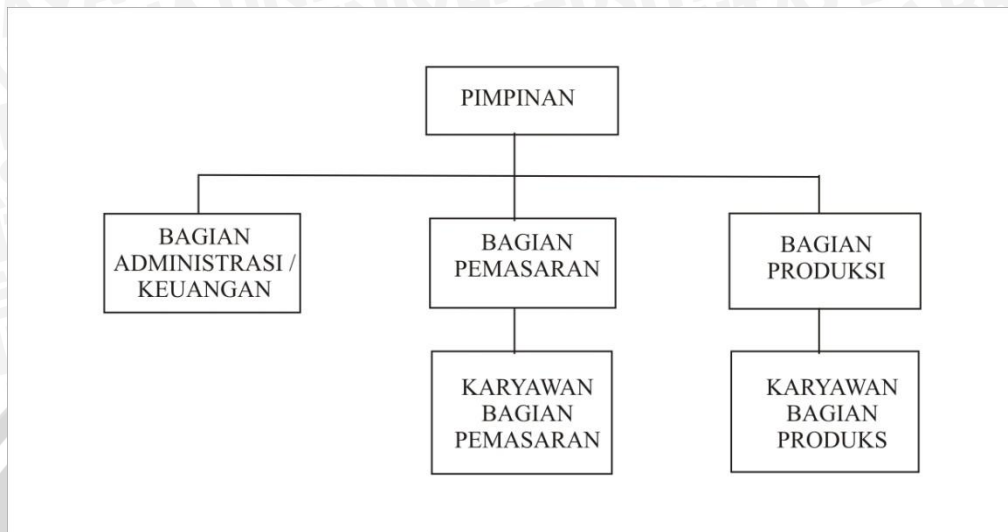 PIMPINAN
BAGIAN
ADMINISTRASI /
KEUANGAN
BAGIAN
PEMASARAN
BAGIAN
PRODUKSI
KARYAWAN
BAGIAN
PEMASARAN
KARYAWAN
BAGIAN
PRODUKS